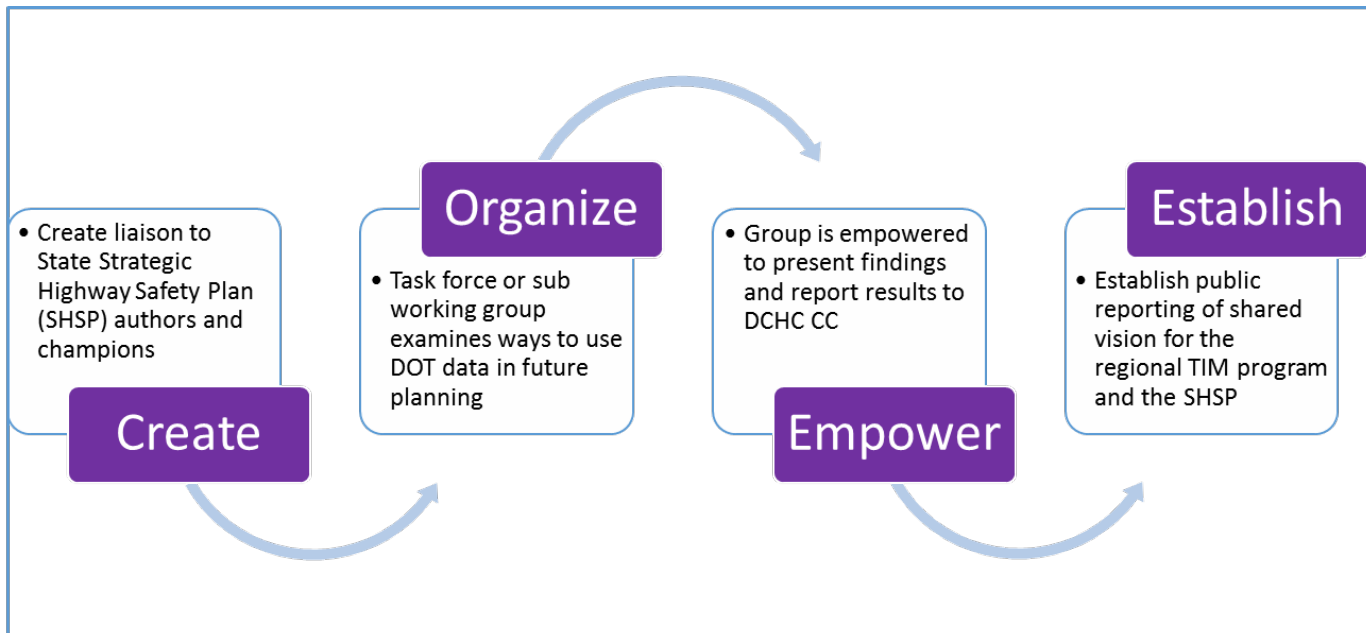 • Create liaison to
State Strategic
Highway Safety Plan
(SHSP) authors and
champions
Create
Organize
• Task force or sub
working group
examines ways to use
DOT data in future
planning
• Group is empowered
to present findings
and report results to
DCHC CC
Empower
Establish
• Establish public
reporting of shared
vision for the
regional TIM program
and the SHSP